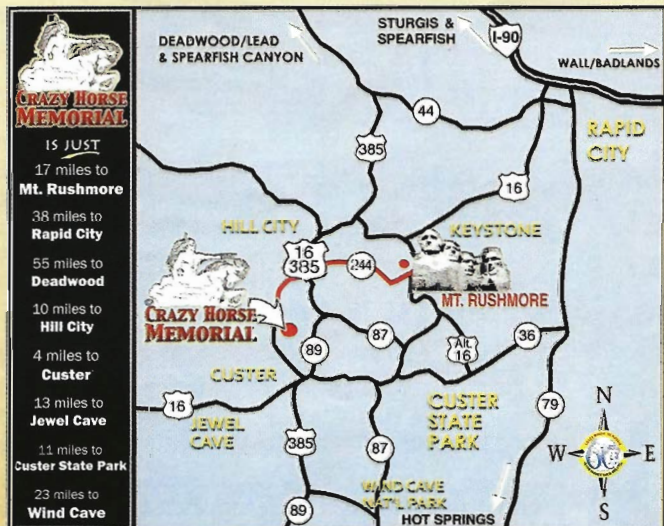 CRAZY HORSE
MEMORIAL
IS JUST
17 miles to
Mt. Rushmore
38 miles to
Rapid City
55 miles to
Deadwood
10 miles to
Hill City
4 miles to
Custer
13 miles to
Jewel Cave
11 miles to
Custer State Park
23 miles to
Wind Cave
DEADWOOD/LEAD
& SPEARFISH CANYON
STURGIS &
SPEARFISH
I-90
WALL/BADLANDS
44
RAPID
CITY
385
16
HILL CITY
KEYSTONE
16
385
244
MT. RUSHMORE
CRAZY HORSE
MEMORIAL
89
87
Alt.
16
36
CUSTER
16
JEWEL
CAVE
CUSTER
STATE
PARK
79
385
87
WIND CAVE
NAT'L PARK
89
HOT SPRINGS
N
W
E
S